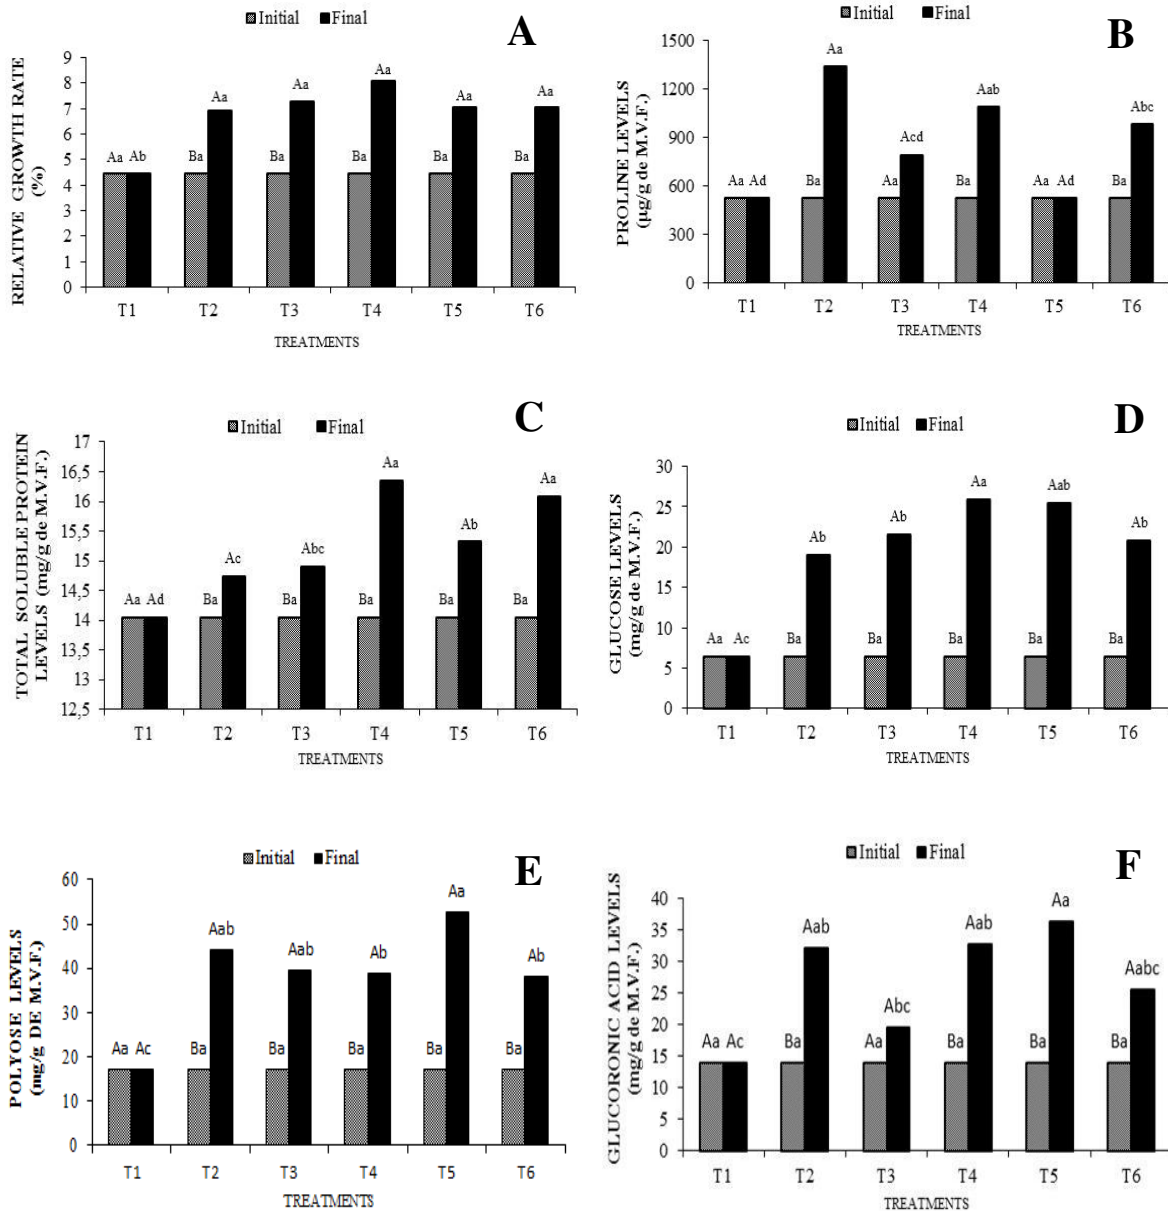 Initial Final
A
RELATIVE GROWTH RATE
(%)
9
8
7
6
5
4
3
2
1
0
Aa Ab Ba Aa Ba Aa Ba Aa Ba Aa Ba Aa
T1 T2 T3 T4 T5 T6
TREATMENTS
Initial Final
B
PROLINE LEVELS
(µg/g de M.V.F.)
1500
1200
900
600
300
0
Aa Ad Ba Aa Aa Acd Ba Aab Aa Ad Ba Abc
T1 T2 T3 T4 T5 T6
TREATMENTS
Initial Final
C
TOTAL SOLUBLE PROTEIN
LEVELS (mg/g de M.V.F.)
17
16,5
16
15,5
15
14,5
14
13,5
13
12,5
Aa Ad Ba Ac Ba Abc Ba Aa Ba Ab Ba Aa
T1 T2 T3 T4 T5 T6
TREATMENTS
Initial Final
D
GLUCOSE LEVELS
(mg/g de M.V.F.)
30
25
20
15
10
5
0
Aa Ac Ba Ab Ba Ab Ba Aa Ba Aab Ba Ab
T1 T2 T3 T4 T5 T6
TREATMENTS
Initial Final
E
POLYOSE LEVELS
(mg/g DE M.V.F.)
60
50
40
30
20
10
0
Aa Ac Ba Aab Ba Aab Ba Ab Ba Aa Ba Ab
T1 T2 T3 T4 T5 T6
TREATMENTS
Initial Final
F
GLUCORONIC ACID LEVELS
(mg/g de M.V.F.)
40
35
30
25
20
15
10
5
0
Aa Ac Ba Aab Aa Abc Ba Aab Ba Aa Ba Aabc
T1 T2 T3 T4 T5 T6
TREATMENTS